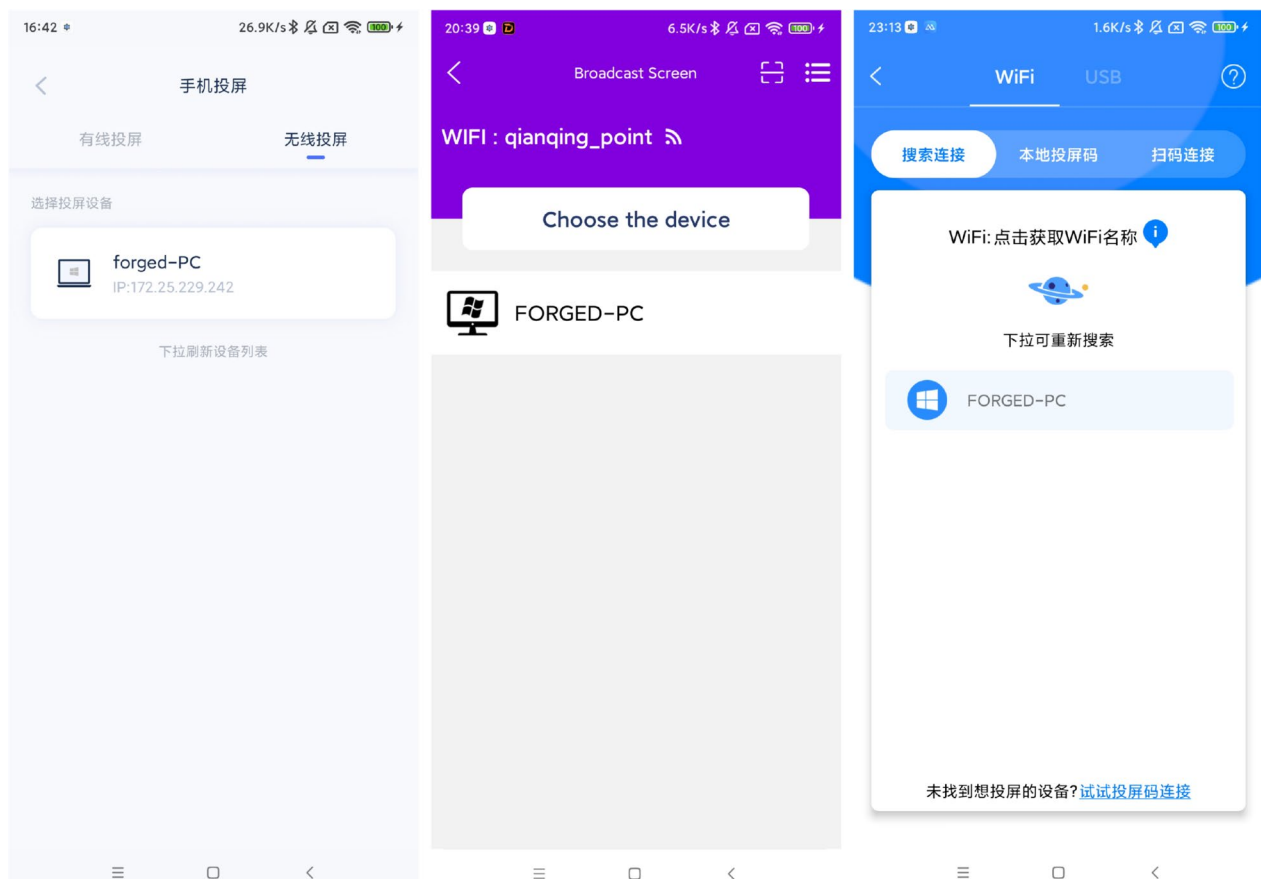 16:42
26.9K/s
100
手机投屏
有线投屏
无线投屏
选择投屏设备
forged-PC
IP:172.25.229.242
下拉刷新设备列表
20:39
D
6.5K/s
100
Broadcast Screen
WIFI : qianqing_point
Choose the device
FORGED-PC
23:13
1.6K/s
100
WiFi
USB
?
搜索连接
本地投屏码
扫码连接
WiFi:点击获取WiFi名称
i
下拉可重新搜索
FORGED-PC
未找到想投屏的设备?试试投屏码连接